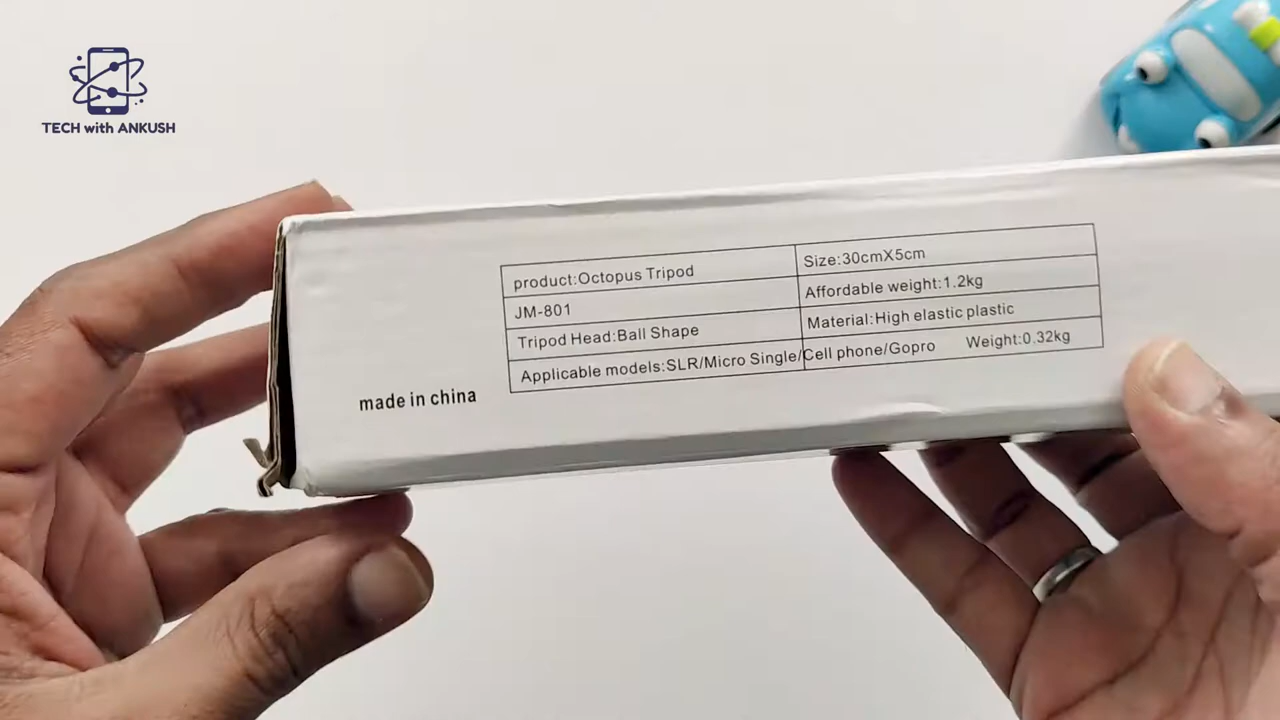 TECH with ANKUSH
product:Octopus Tripod
Size:30cmX5cm
JM-801
Affordable weight:1.2kg
Tripod Head:Ball Shape
Material:High elastic plastic
Applicable models:SLR/Micro Single/Cell phone/Gopro Weight:0.32kg
made in china